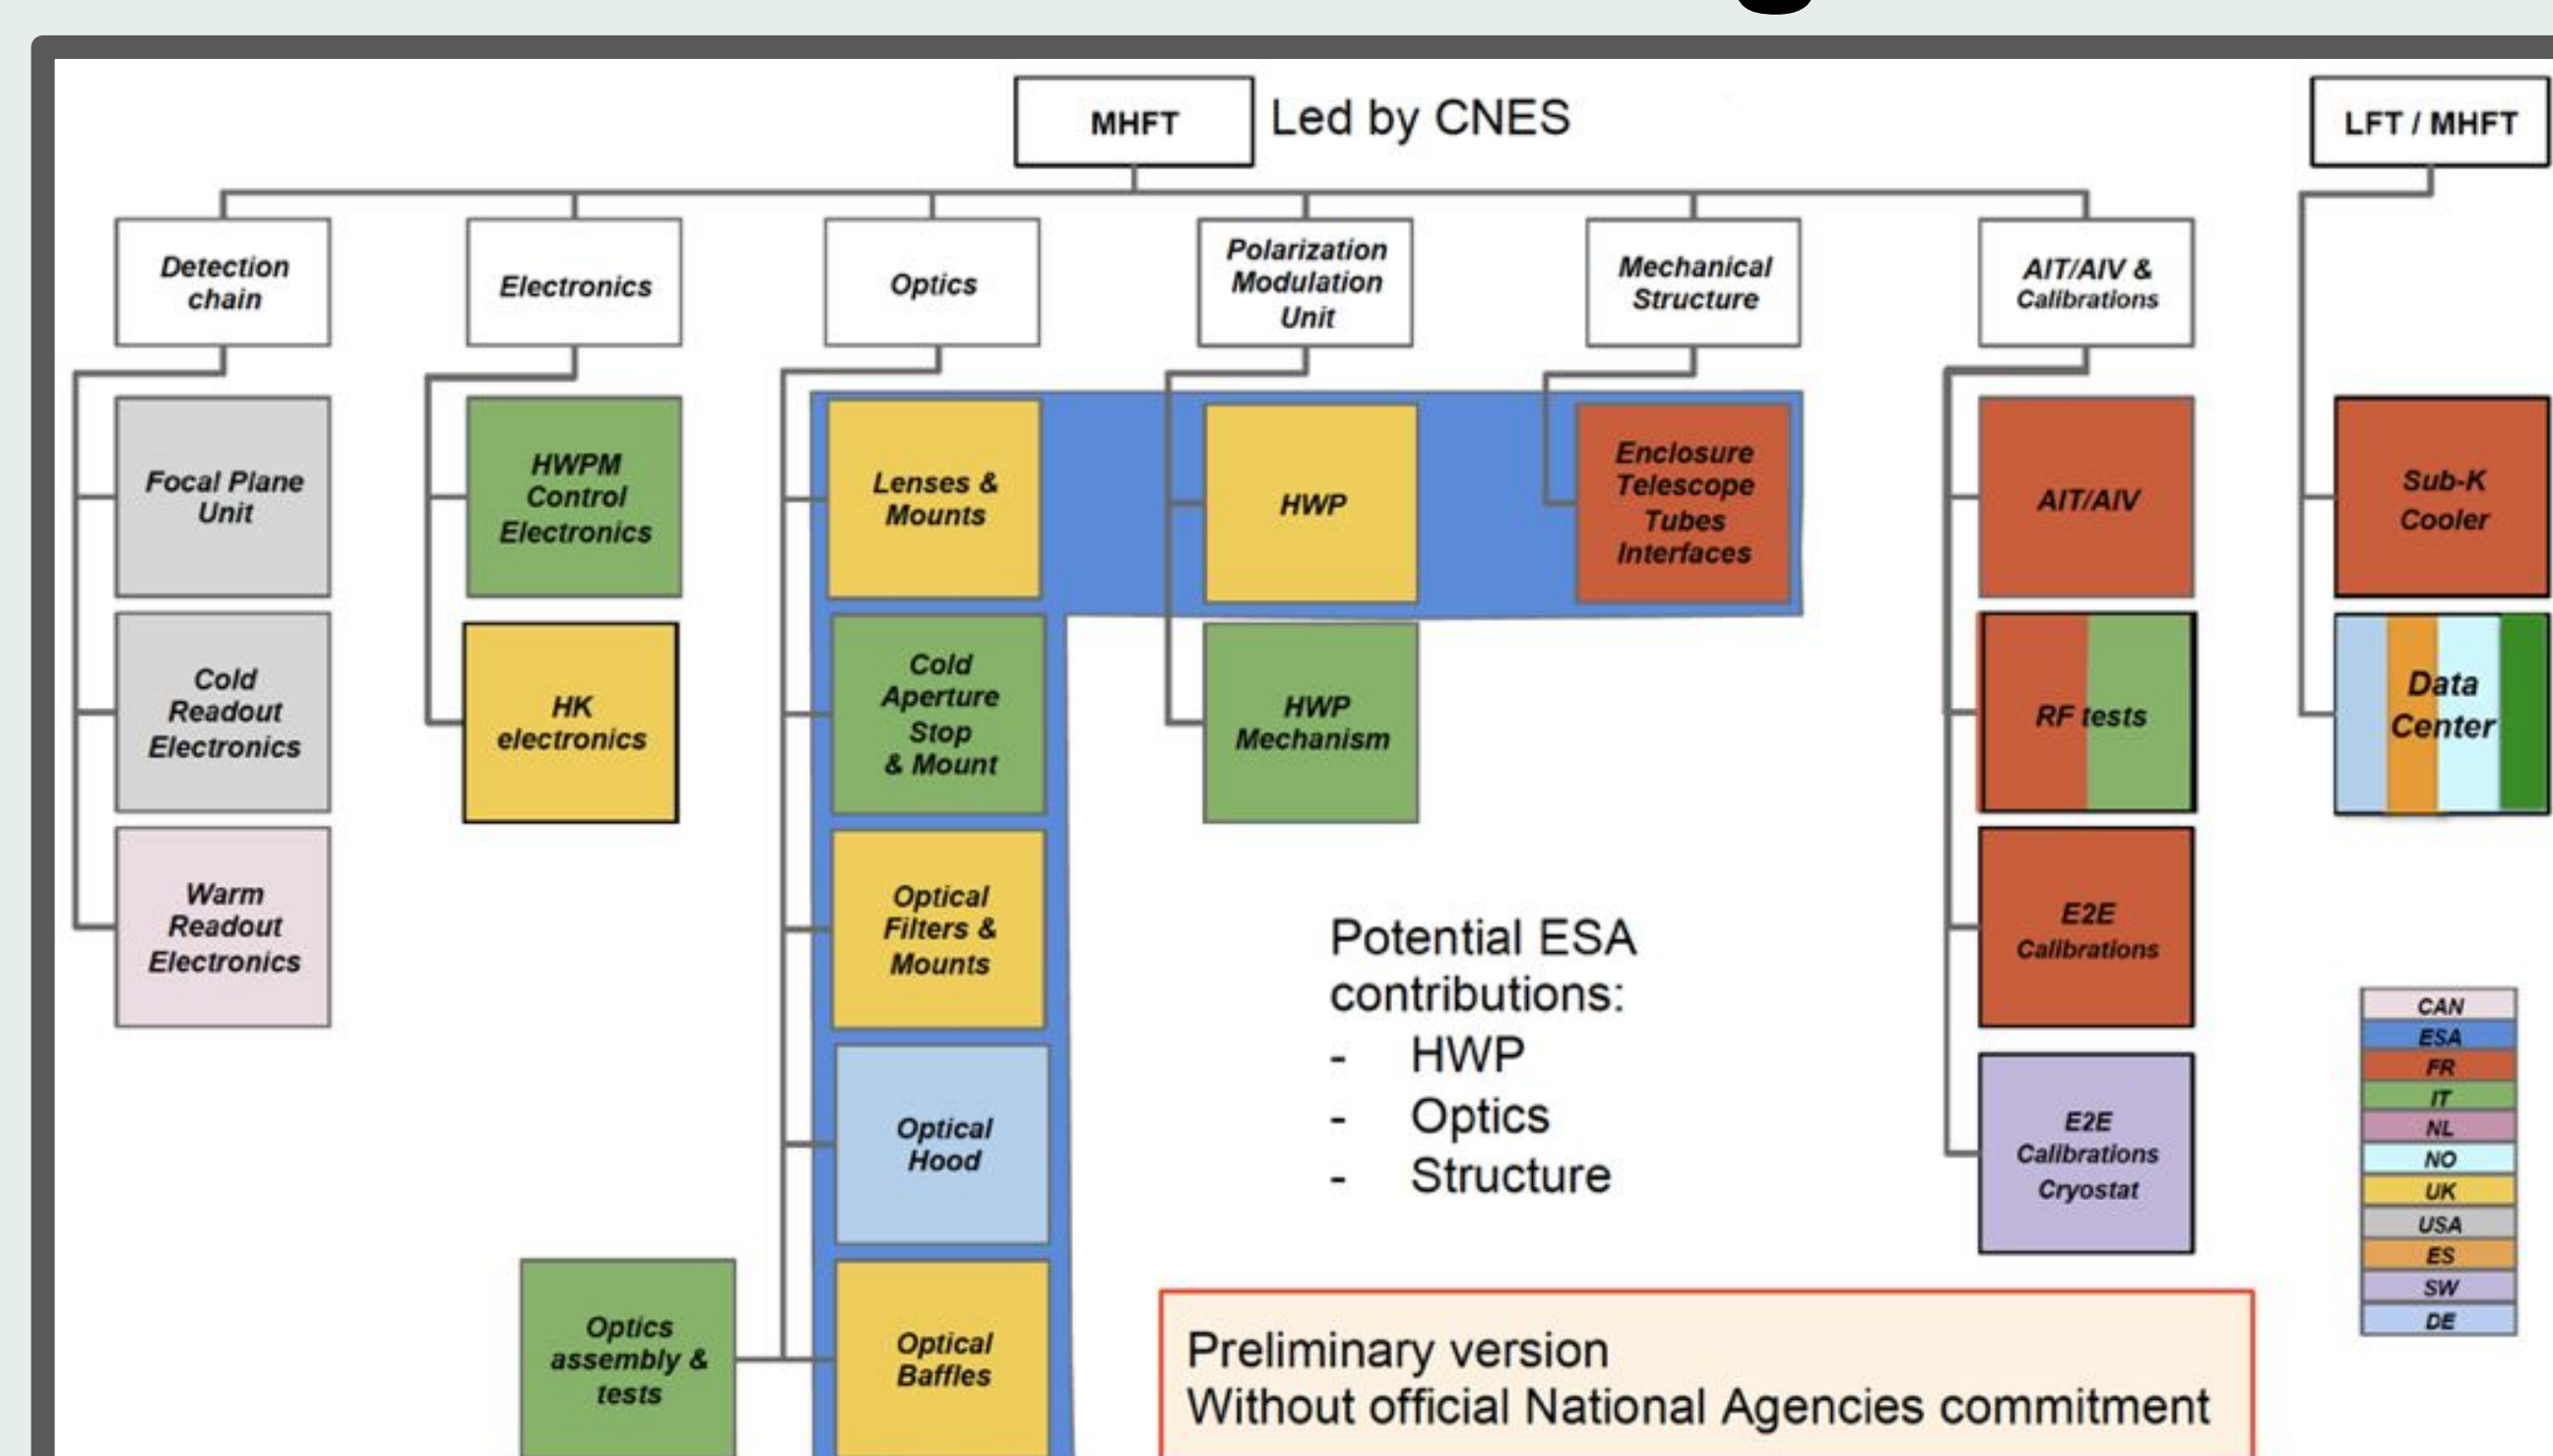 MHFT
Led by CNES
LFT / MHFT
Detection
chain
Electronics
Optics
Polarization
Modulation
Unit
Mechanical
Structure
AIT/AIV &
Calibrations
Focal Plane
Unit
Cold
Readout
Electronics
Warm
Readout
Electronics
HWPM
Control
Electronics
HK
electronics
Lenses &
Mounts
Cold
Aperture
Stop
& Mount
Optical
Filters &
Mounts
Optical
Hood
Optical
Baffles
Optics
assembly &
tests
HWP
HWP
Mechanism
Enclosure
Telescope
Tubes
Interfaces
AIT/AIV
RF tests
E2E
Calibrations
E2E
Calibrations
Cryostat
Sub-K
Cooler
Data
Center
Potential ESA
contributions:
- HWP
- Optics
- Structure
CAN
ESA
FR
IT
NL
NO
UK
USA
ES
SW
DE
Preliminary version
Without official National Agencies commitment